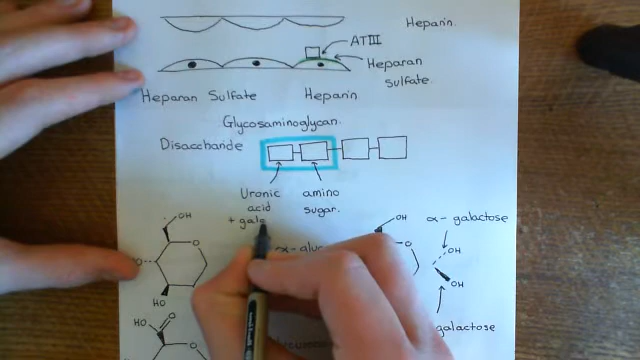 Heparin.
ATIII
Heparan
sulfate.
Heparan Sulfate Heparin
Glycosaminoglycan.
Disaccharide
Uronic amino
acid sugar.
+ gala
OH
O
HO
OH
O
α- galactose
OH
OH
galactose
HO
O
O